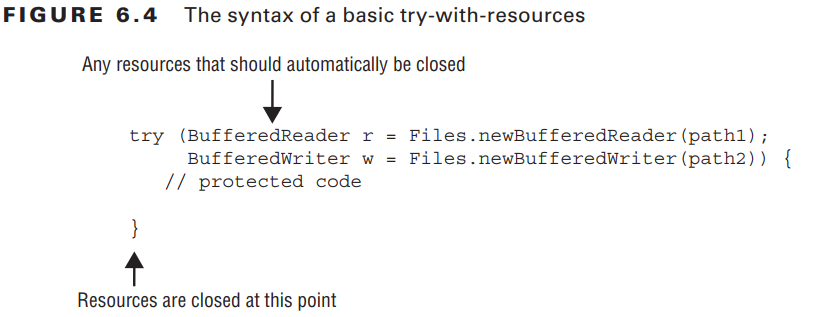 FIGURE 6.4 The syntax of a basic try-with-resources
Any resources that should automatically be closed
try (BufferedReader r = Files.newBufferedReader(path1);
BufferedWriter w = Files.newBufferedWriter(path2)) {
// protected code
}
Resources are closed at this point